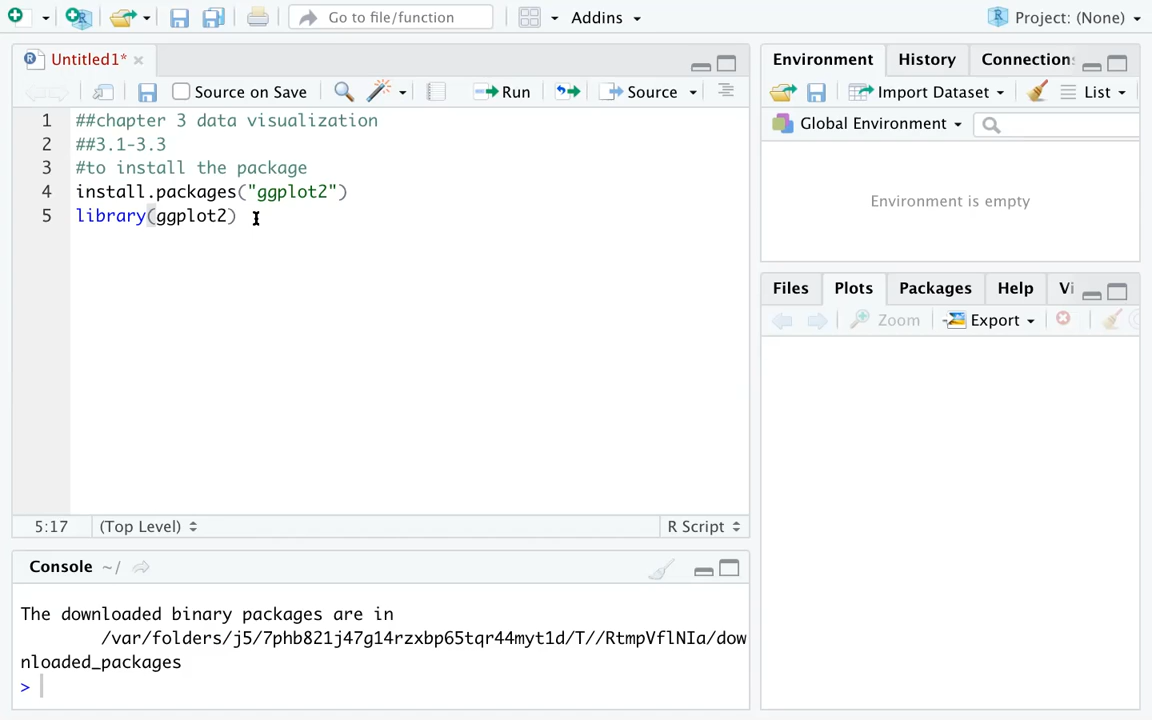 Go to file/function
Addins
Project: (None)
Untitled1*
Source on Save
Run
Source
1 ##chapter 3 data visualization
2 ##3.1-3.3
3 #to install the package
4 install.packages("ggplot2")
5 library(ggplot2)
5:17
(Top Level)
R Script
Console ~/
The downloaded binary packages are in
/var/folders/j5/7phb821j47g14rzxbp65tqr44myt1d/T//RtmpVflNIa/dow
nloaded_packages
>
Environment
History
Connection
Import Dataset
List
Global Environment
Environment is empty
Files
Plots
Packages
Help
Vi
Zoom
Export